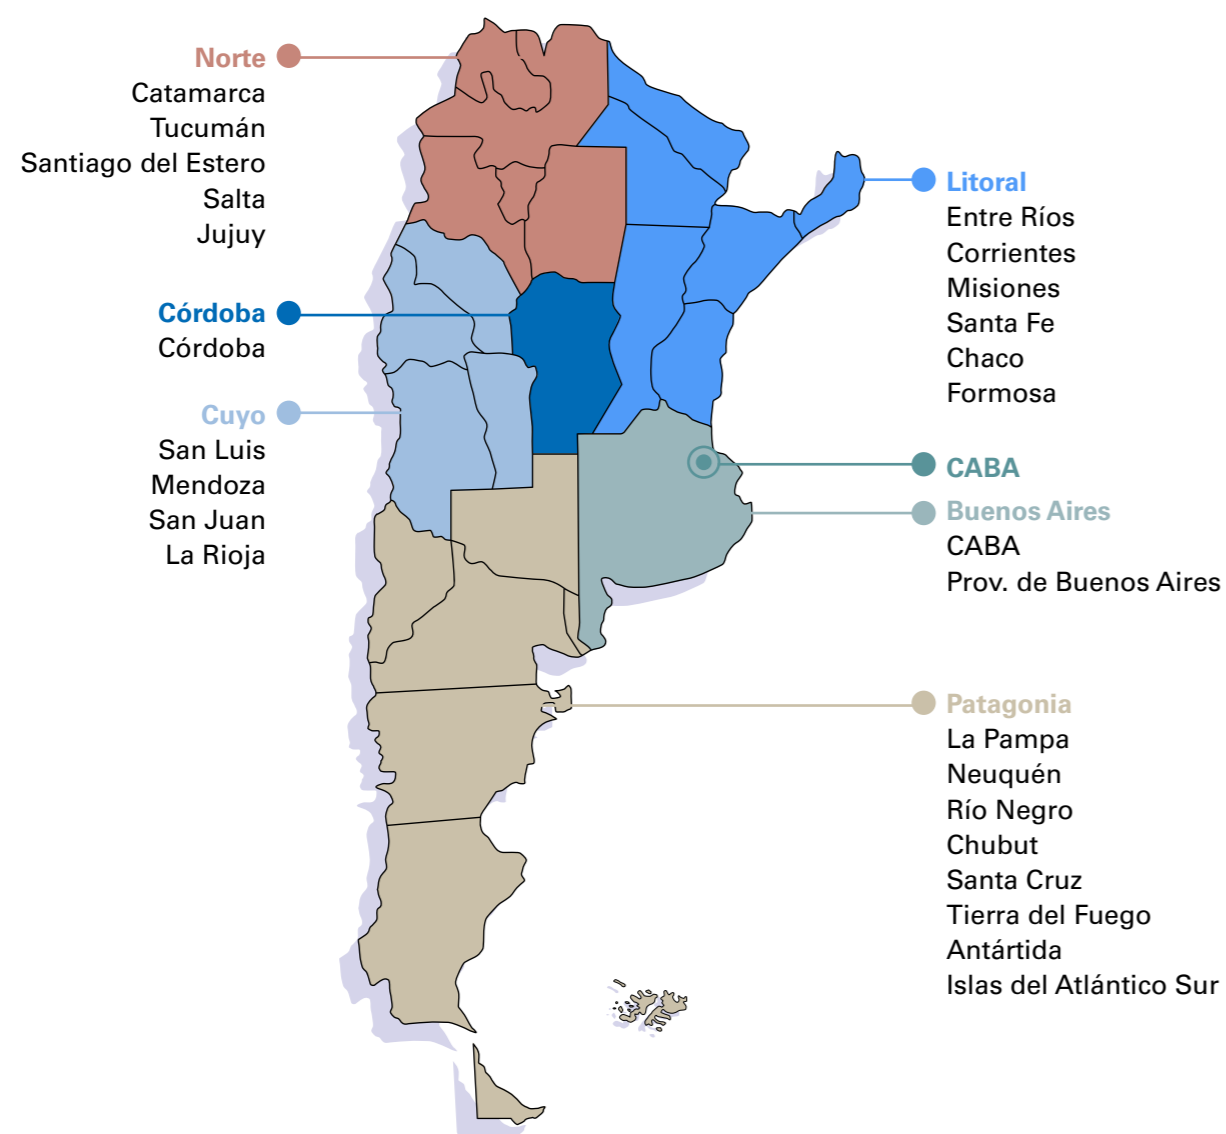 Norte
Catamarca
Tucumán
Santiago del Estero
Salta
Jujuy
Córdoba
Córdoba
Cuyo
San Luis
Mendoza
San Juan
La Rioja
Litoral
Entre Ríos
Corrientes
Misiones
Santa Fe
Chaco
Formosa
CABA
Buenos Aires
CABA
Prov. de Buenos Aires
Patagonia
La Pampa
Neuquén
Río Negro
Chubut
Santa Cruz
Tierra del Fuego
Antártida
Islas del Atlántico Sur